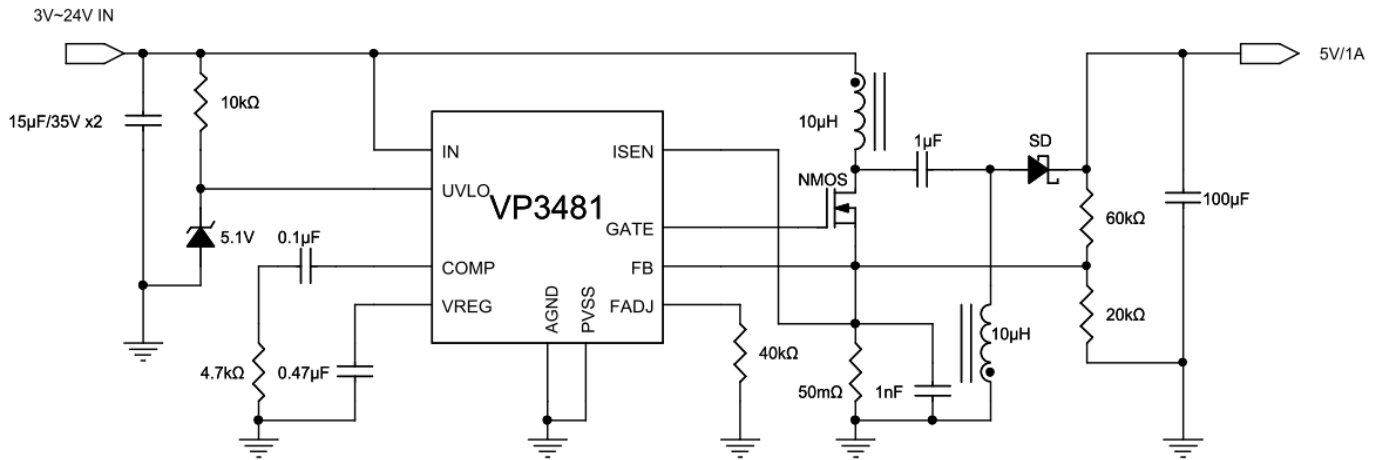 3V~24V IN
5V/1A
15µF/35V x2
10kΩ
10µH
1µF
SD
IN
ISEN
NMOS
UVLO
VP3481
60kΩ
100µF
5.1V
0.1µF
GATE
COMP
FB
VREG
AGND
PVSS
FADJ
20kΩ
10µH
40kΩ
4.7kΩ
0.47µF
50mΩ
1nF